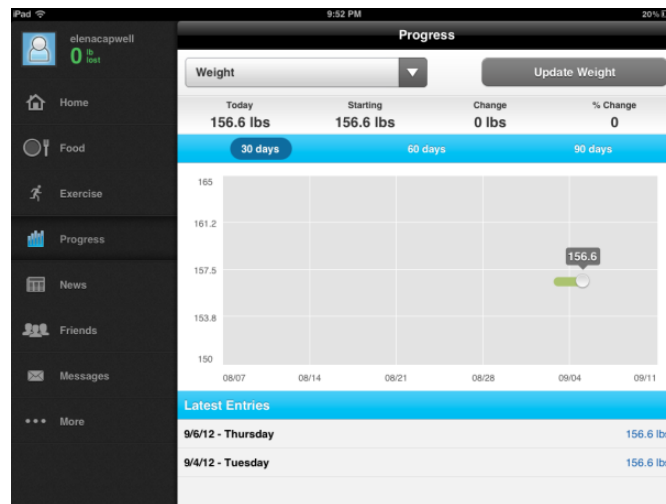 iPad 9:52 PM 20%
elenacapwell
0 lb lost
Home
Food
Exercise
Progress
News
Friends
Messages
More
Progress
Weight
Update Weight
Today Starting Change % Change
156.6 lbs 156.6 lbs 0 lbs 0
30 days 60 days 90 days
165
161.2
156.6
157.5
153.8
150
08/07 08/14 08/21 08/28 09/04 09/11
Latest Entries
9/6/12 - Thursday 156.6 lbs
9/4/12 - Tuesday 156.6 lbs